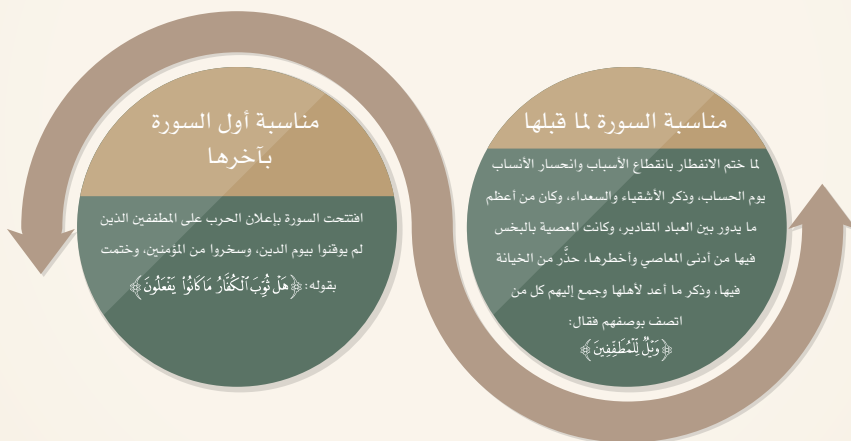 مناسبة السورة لما قبلها
لما ختم الانفطار بانقطاع الأسباب وانحسار الأنساب
يوم الحساب، وذكر الأشقياء والسعداء، وكان من أعظم
ما يدور بين العباد المقادير، وكانت المعصية بالبخس
فيها من أدنى المعاصي وأخطرها، حذَّر من الخيانة
فيها، وذكر ما أعد لأهلها وجمع إليهم كل من
اتصف بوصفهم فقال:
﴿وَيْلٌ لِّلْمُطَفِّفِينَ﴾
مناسبة أول السورة
بآخرها
افتتحت السورة بإعلان الحرب على المطففين الذين
لم يوقنوا بيوم الدين، وسخروا من المؤمنين، وختمت
بقوله: ﴿هَلْ ثُوِّبَ ٱلْكُفَّارُ مَا كَانُوا۟ يَفْعَلُونَ﴾